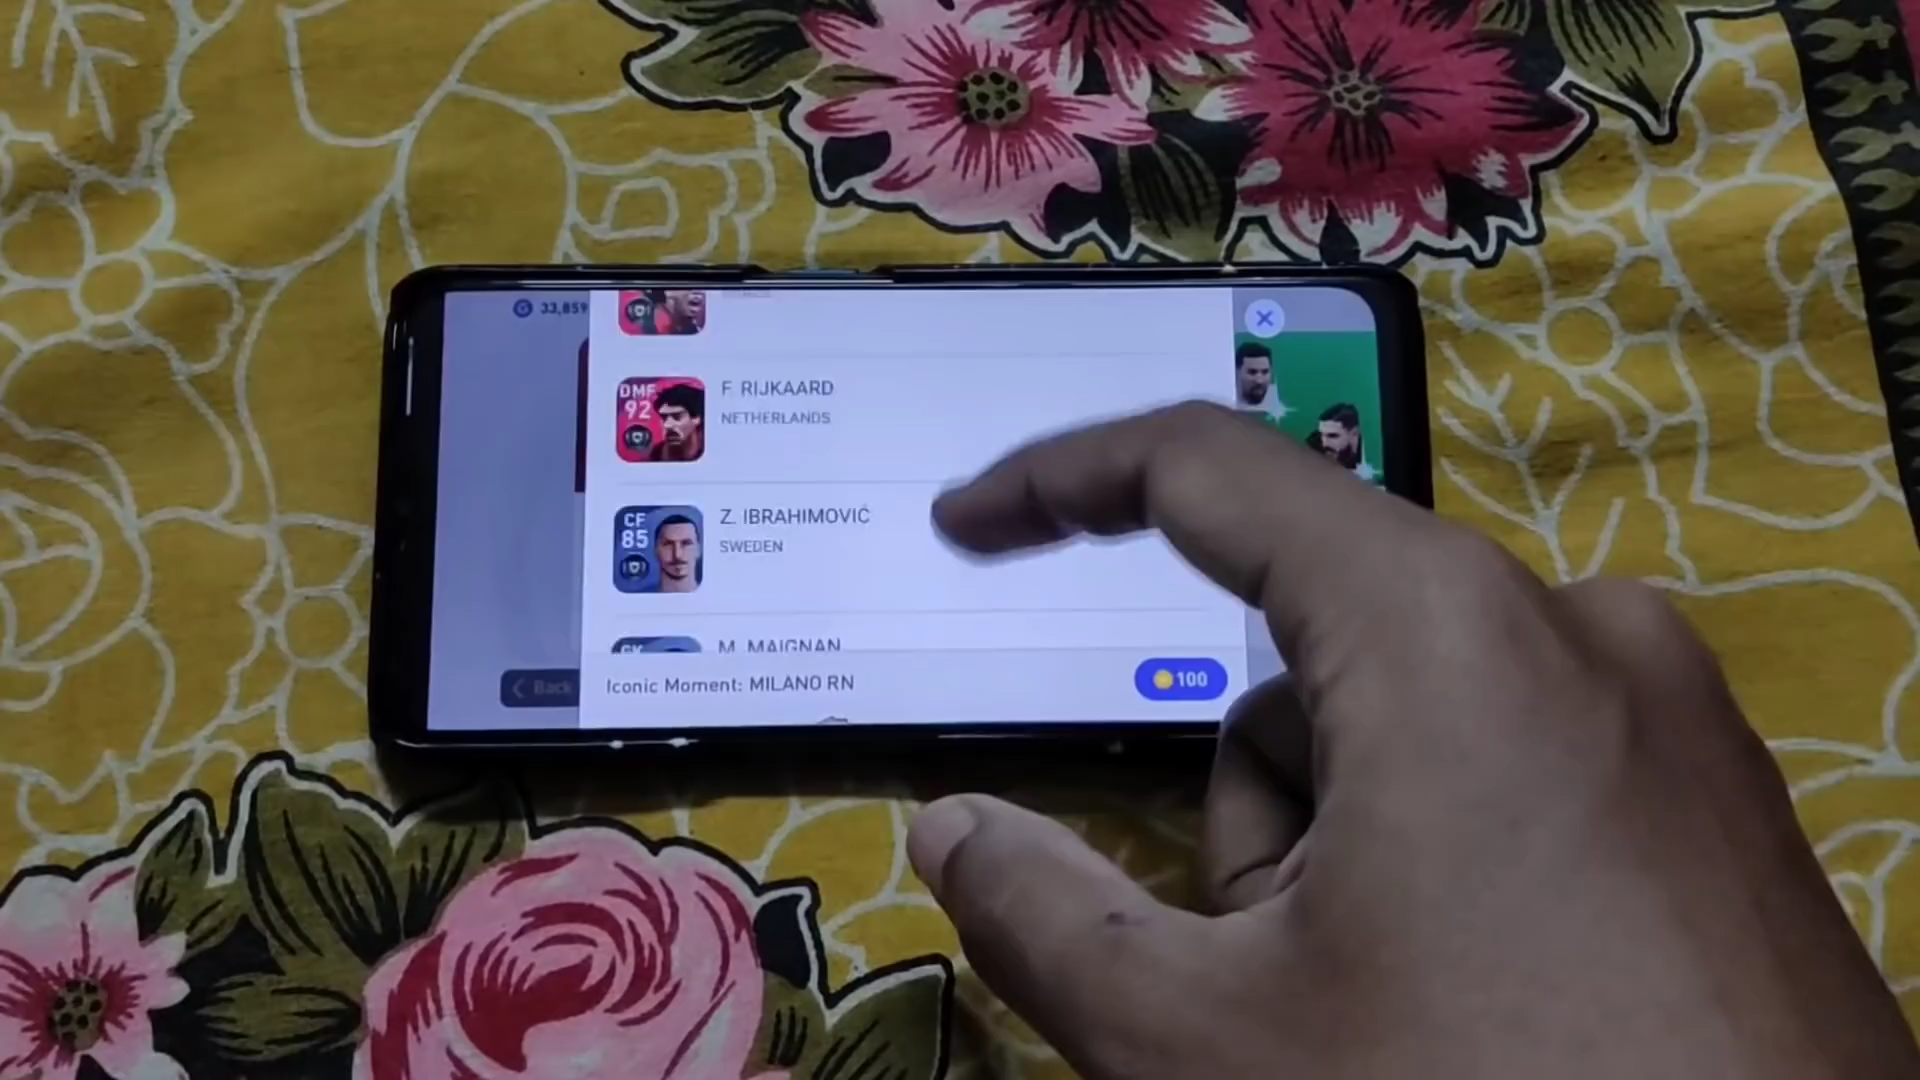 33,859
DMF
92
F. RIJKAARD
NETHERLANDS
CF
85
Z. IBRAHIMOVIĆ
SWEDEN
M. MAIGNAN
Back
Iconic Moment: MILANO RN
100